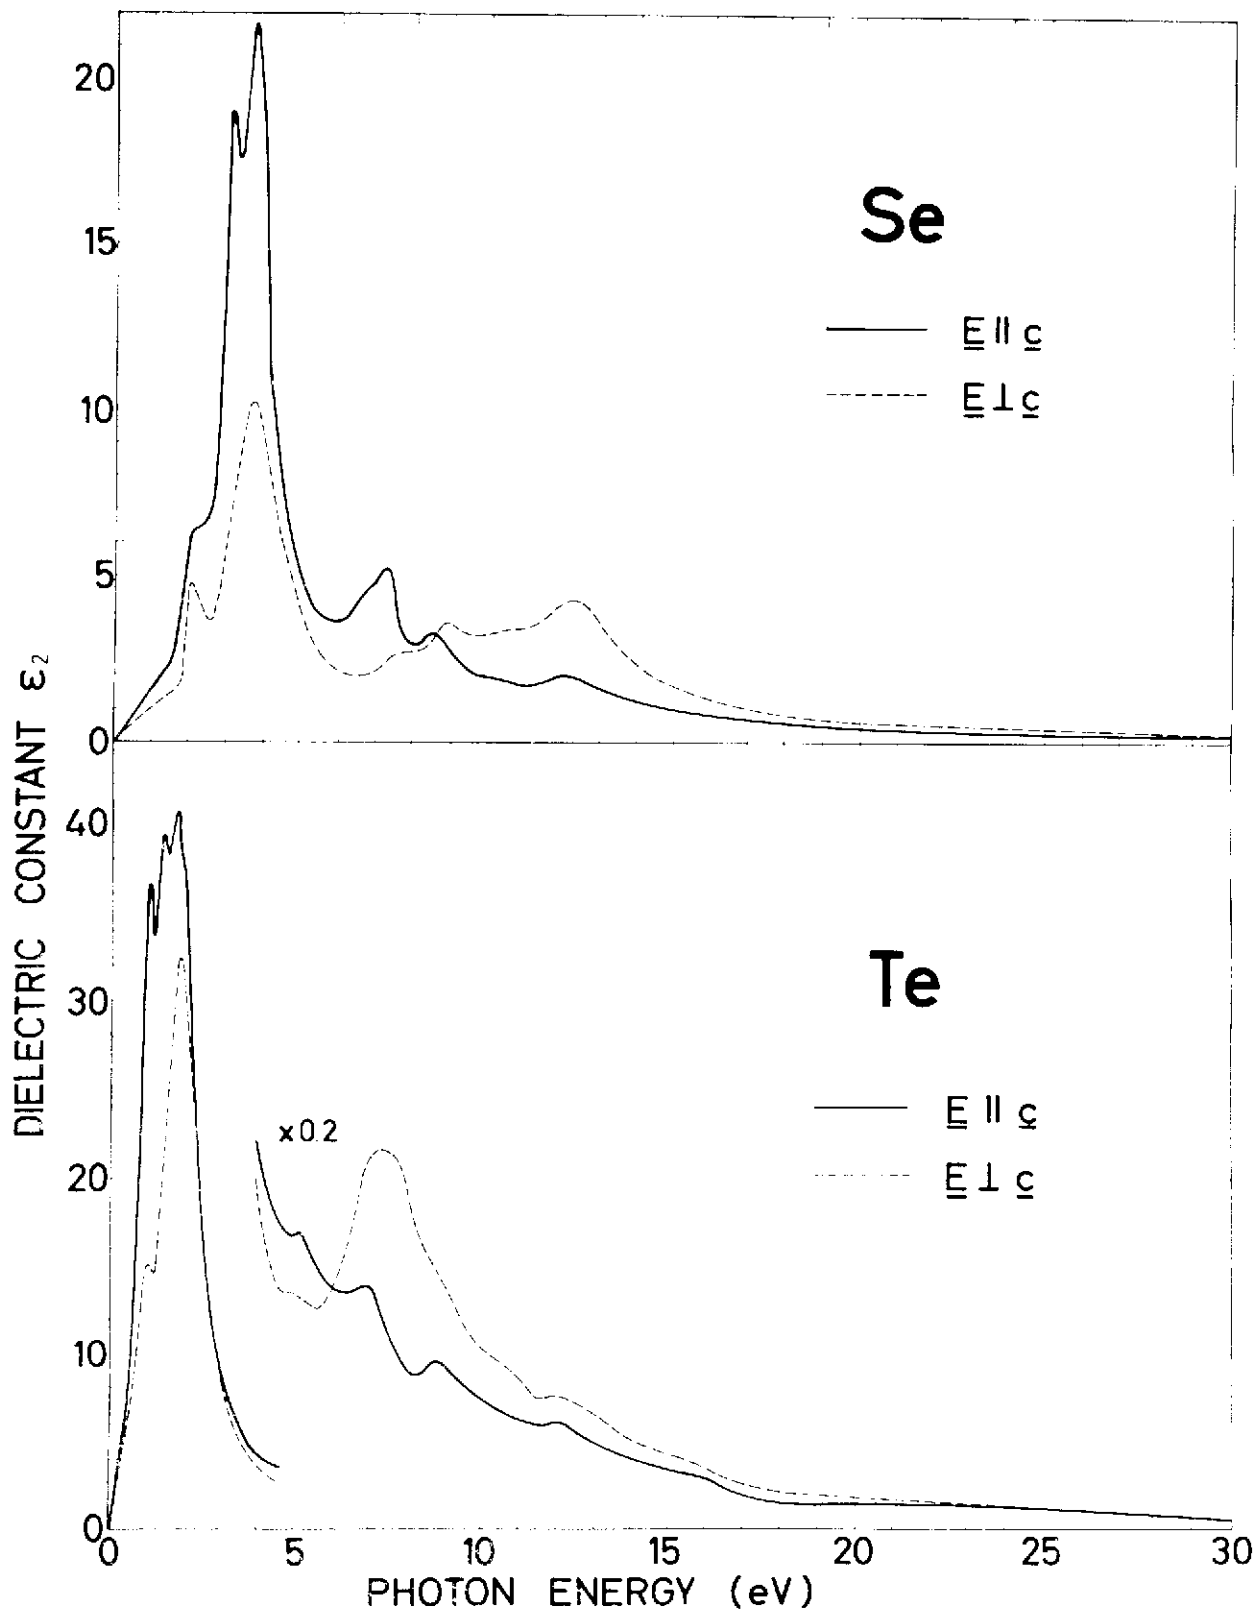 20
15
10
5
0
Se
E ∥ c
E ⊥ c
DIELECTRIC CONSTANT ε₂
40
30
20
10
0
Te
×0.2
E ∥ c
E ⊥ c
0 5 10 15 20 25 30
PHOTON ENERGY (eV)